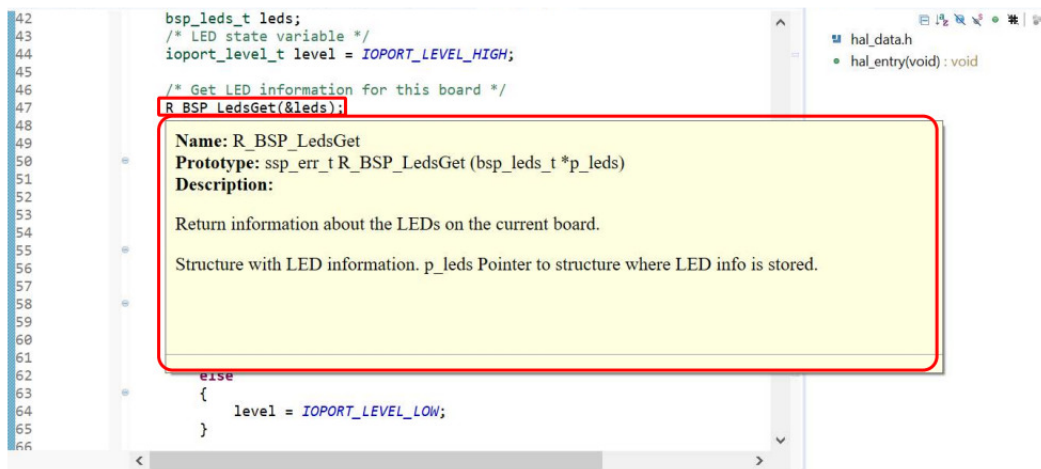 42 bsp_leds_t leds;
43 /* LED state variable */
44 ioport_level_t level = IOPORT_LEVEL_HIGH;
45
46 /* Get LED information for this board */
47 R_BSP_LedsGet(&leds);
48
49
50
51
52
53
54
55
56
57
58
59
60
61
62 else
63 {
64 level = IOPORT_LEVEL_LOW;
65 }
66
Name: R_BSP_LedsGet
Prototype: ssp_err_t R_BSP_LedsGet (bsp_leds_t *p_leds)
Description:
Return information about the LEDs on the current board.
Structure with LED information. p_leds Pointer to structure where LED info is stored.
hal_data.h
hal_entry(void) : void